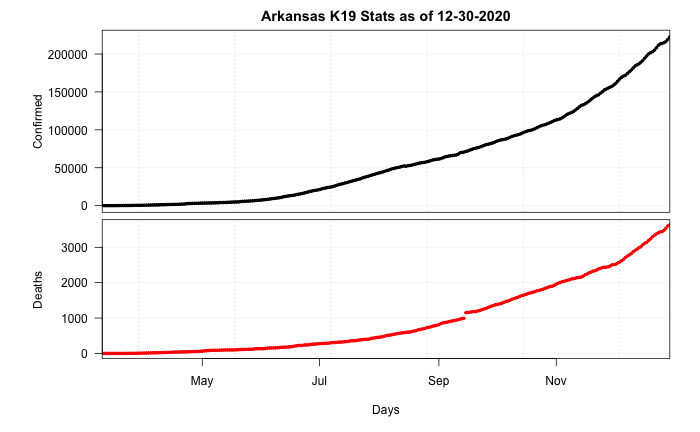 Arkansas K19 Stats as of 12-30-2020
Confirmed
200000
150000
100000
50000
0
Deaths
3000
2000
1000
0
May Jul Sep Nov
Days